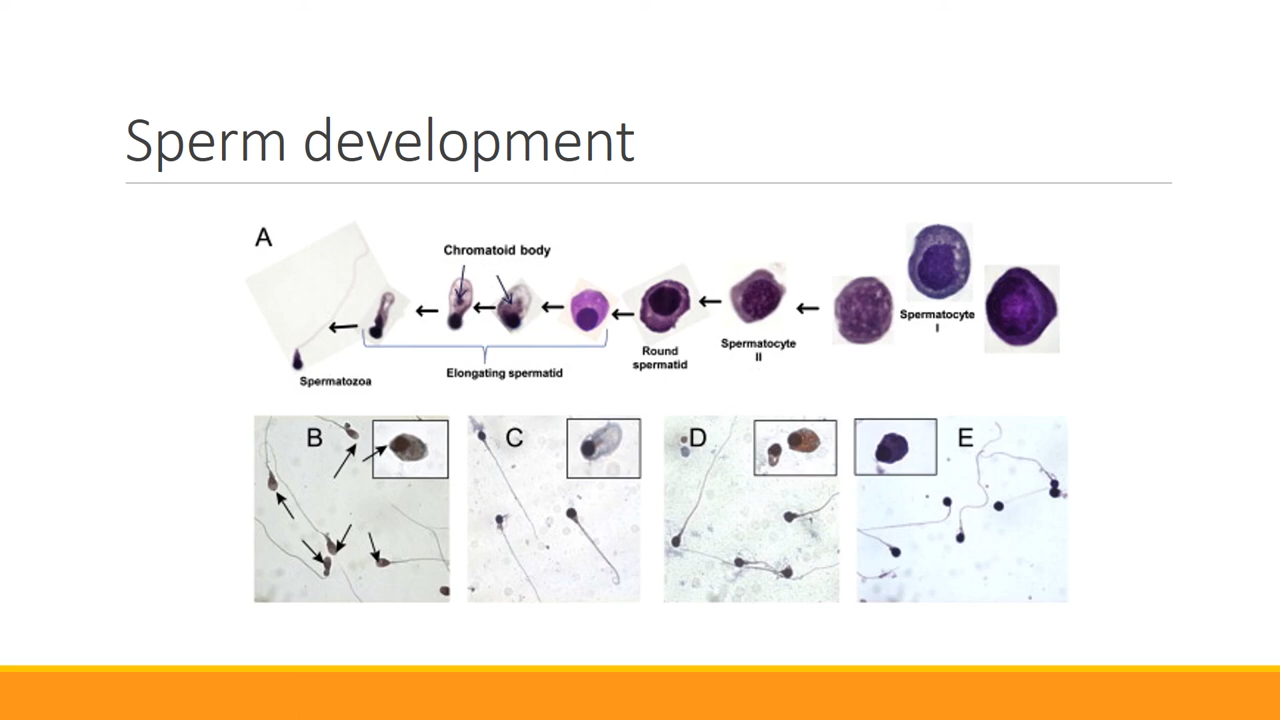 Sperm development
A
Chromatoid body
Spermatocyte
I
Spermatocyte
II
Round
spermatid
Elongating spermatid
Spermatozoa
B
C
D
E